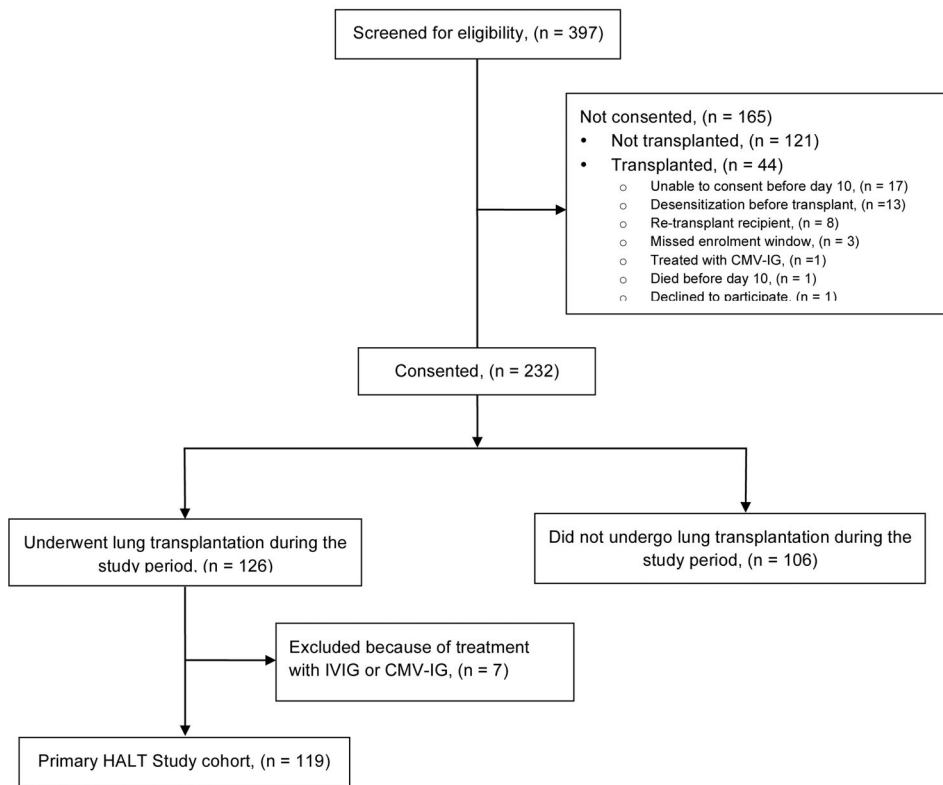 Screened for eligibility, (n = 397)
Not consented, (n = 165)
• Not transplanted, (n = 121)
• Transplanted, (n = 44)
o Unable to consent before day 10, (n = 17)
o Desensitization before transplant, (n =13)
o Re-transplant recipient, (n = 8)
o Missed enrolment window, (n = 3)
o Treated with CMV-IG, (n =1)
o Died before day 10, (n = 1)
o Declined to participate, (n = 1)
Consented, (n = 232)
Underwent lung transplantation during the
study period, (n = 126)
Did not undergo lung transplantation during the
study period, (n = 106)
Excluded because of treatment
with IVIG or CMV-IG, (n = 7)
Primary HALT Study cohort, (n = 119)